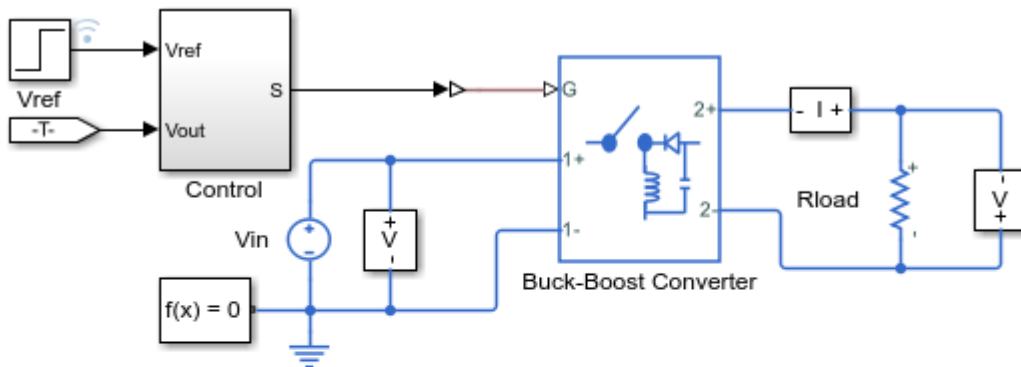 Vref
-T-
Vref
Vout
S
Control
Vin
+
V
-
f(x) = 0
G
1+
1-
2+
2-
Buck-Boost Converter
- I +
Rload
+
-
-
V
+